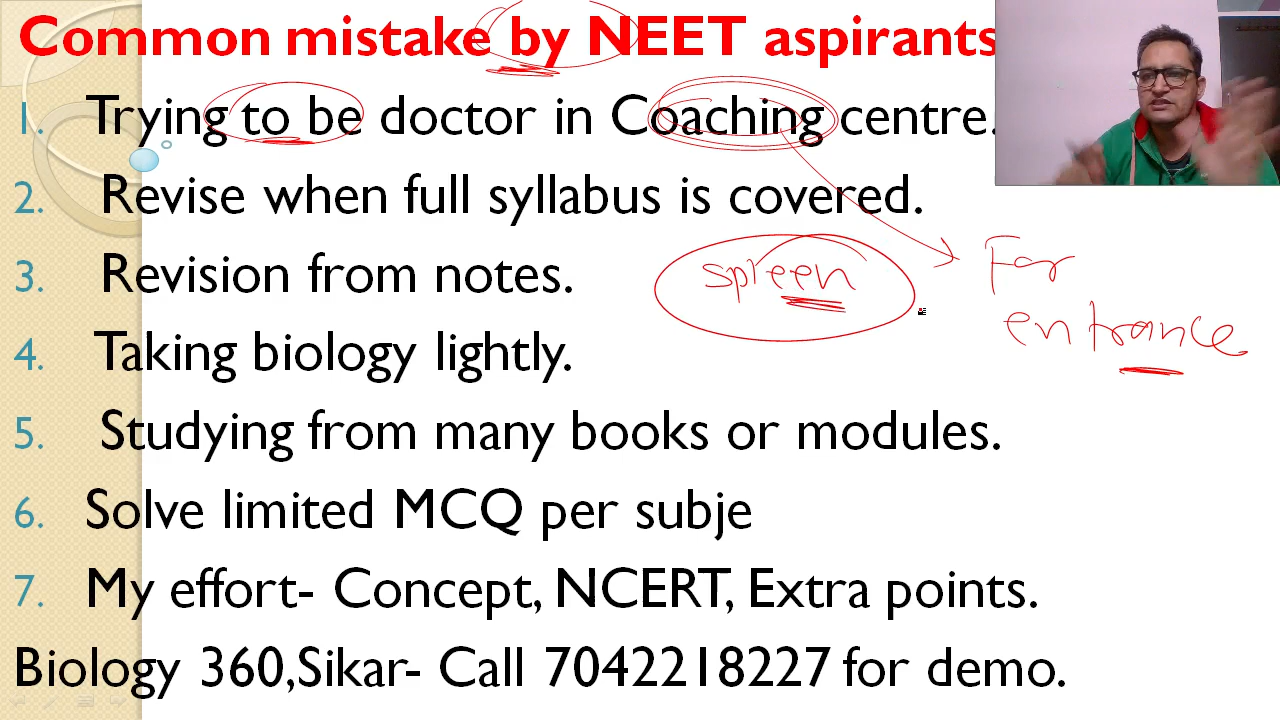 Common mistake by NEET aspirants
1. Trying to be doctor in Coaching centre.
2. Revise when full syllabus is covered.
3. Revision from notes.
spleen
For
entrance
4. Taking biology lightly.
5. Studying from many books or modules.
6. Solve limited MCQ per subje
7. My effort- Concept, NCERT, Extra points.
Biology 360,Sikar- Call 7042218227 for demo.